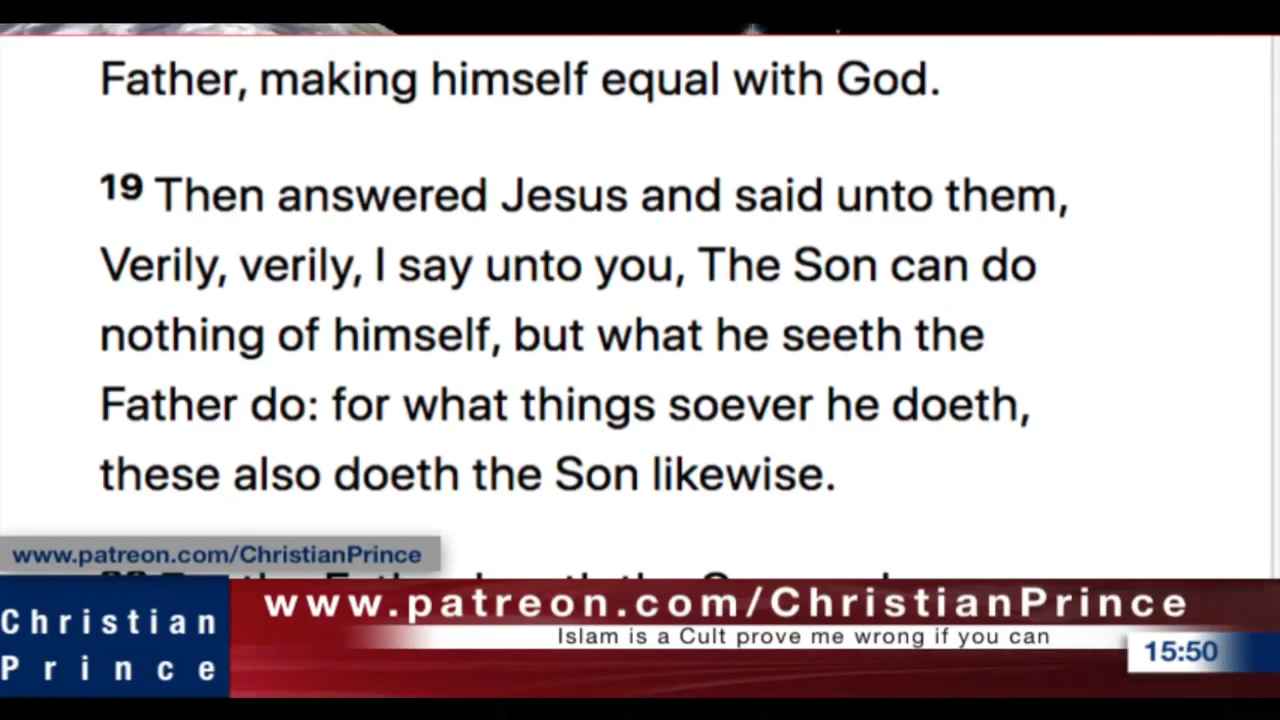 Father, making himself equal with God.
19 Then answered Jesus and said unto them,
Verily, verily, I say unto you, The Son can do
nothing of himself, but what he seeth the
Father do: for what things soever he doeth,
these also doeth the Son likewise.
www.patreon.com/ChristianPrince
Christian
Prince
www.patreon.com/ChristianPrince
Islam is a Cult prove me wrong if you can
15:50